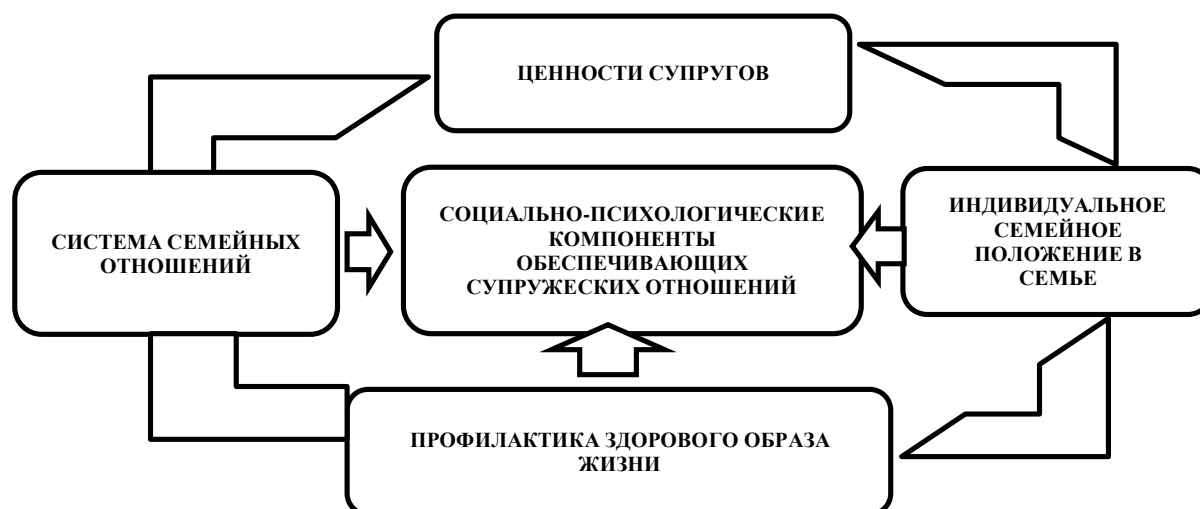 ЦЕННОСТИ СУПРУГОВ
СИСТЕМА СЕМЕЙНЫХ
ОТНОШЕНИЙ
СОЦИАЛЬНО-ПСИХОЛОГИЧЕСКИЕ
КОМПОНЕНТЫ
ОБЕСПЕЧИВАЮЩИХ
СУПРУЖЕСКИХ ОТНОШЕНИЙ
ИНДИВИДУАЛЬНОЕ
СЕМЕЙНОЕ
ПОЛОЖЕНИЕ В
СЕМЬЕ
ПРОФИЛАКТИКА ЗДОРОВОГО ОБРАЗА
ЖИЗНИ